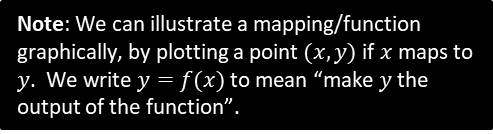 Note: We can illustrate a mapping/function
graphically, by plotting a point (x, y) if x maps to
y. We write y = f(x) to mean “make y the
output of the function”.